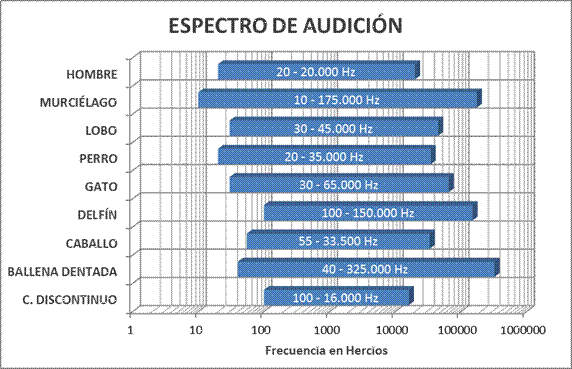 ESPECTRO DE AUDICIÓN
HOMBRE 20 - 20.000 Hz
MURCIÉLAGO 10 - 175.000 Hz
LOBO 30 - 45.000 Hz
PERRO 20 - 35.000 Hz
GATO 30 - 65.000 Hz
DELFÍN 100 - 150.000 Hz
CABALLO 55 - 33.500 Hz
BALLENA DENTADA 40 - 325.000 Hz
C. DISCONTINUO 100 - 16.000 Hz
1 10 100 1000 10000 100000 1000000
Frecuencia en Hercios